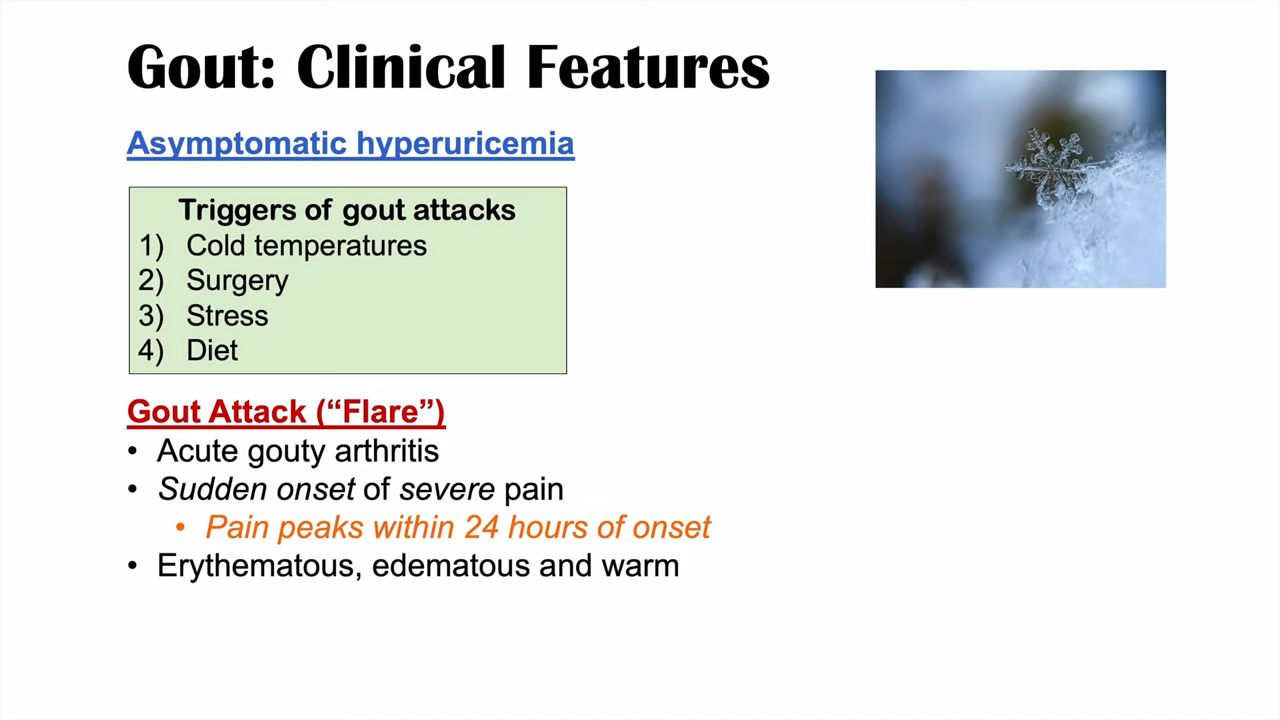 Gout: Clinical Features
Asymptomatic hyperuricemia
Triggers of gout attacks
1) Cold temperatures
2) Surgery
3) Stress
4) Diet
Gout Attack (“Flare”)
• Acute gouty arthritis
• Sudden onset of severe pain
• Pain peaks within 24 hours of onset
• Erythematous, edematous and warm